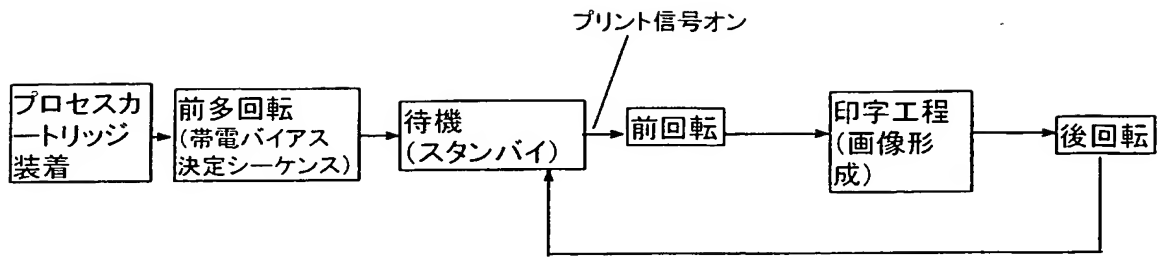 プリント信号オン
プロセスカ
ートリッジ
装着
前多回転
(帯電バイアス
決定シーケンス)
待機
(スタンバイ)
前回転
印字工程
(画像形
成)
後回転